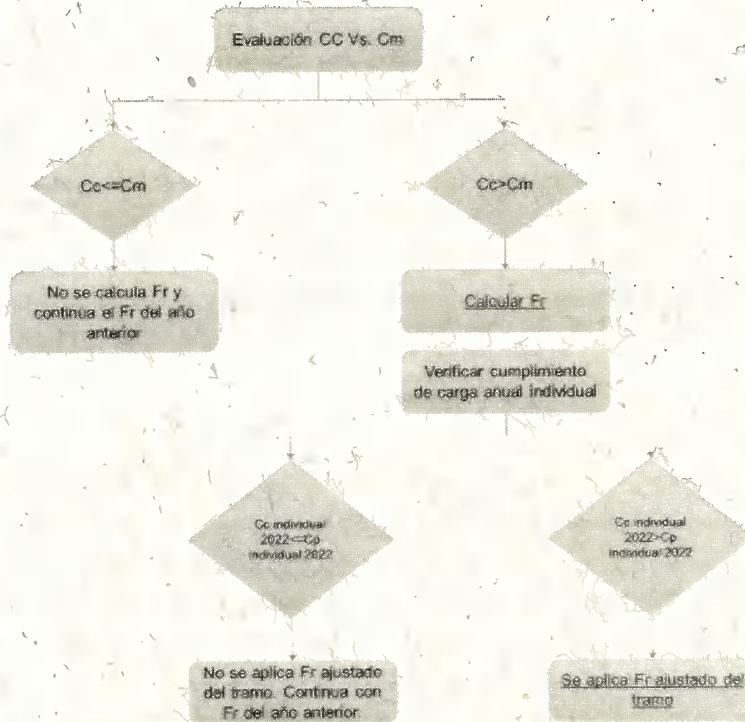 Evaluación CC Vs. Cm
Cc<=Cm
Cc>Cm
No se calcula Fr y
continua el Fr del año
anterior
Calcular Fr
Verificar cumplimiento
de carga anual individual
Cc individual
2022<=Cp
individual 2022
Cc individual
2022>Cp
individual 2022
No se aplica Fr ajustado
del tramo. Continua con
Fr del año anterior
Se aplica Fr ajustado del
tramo